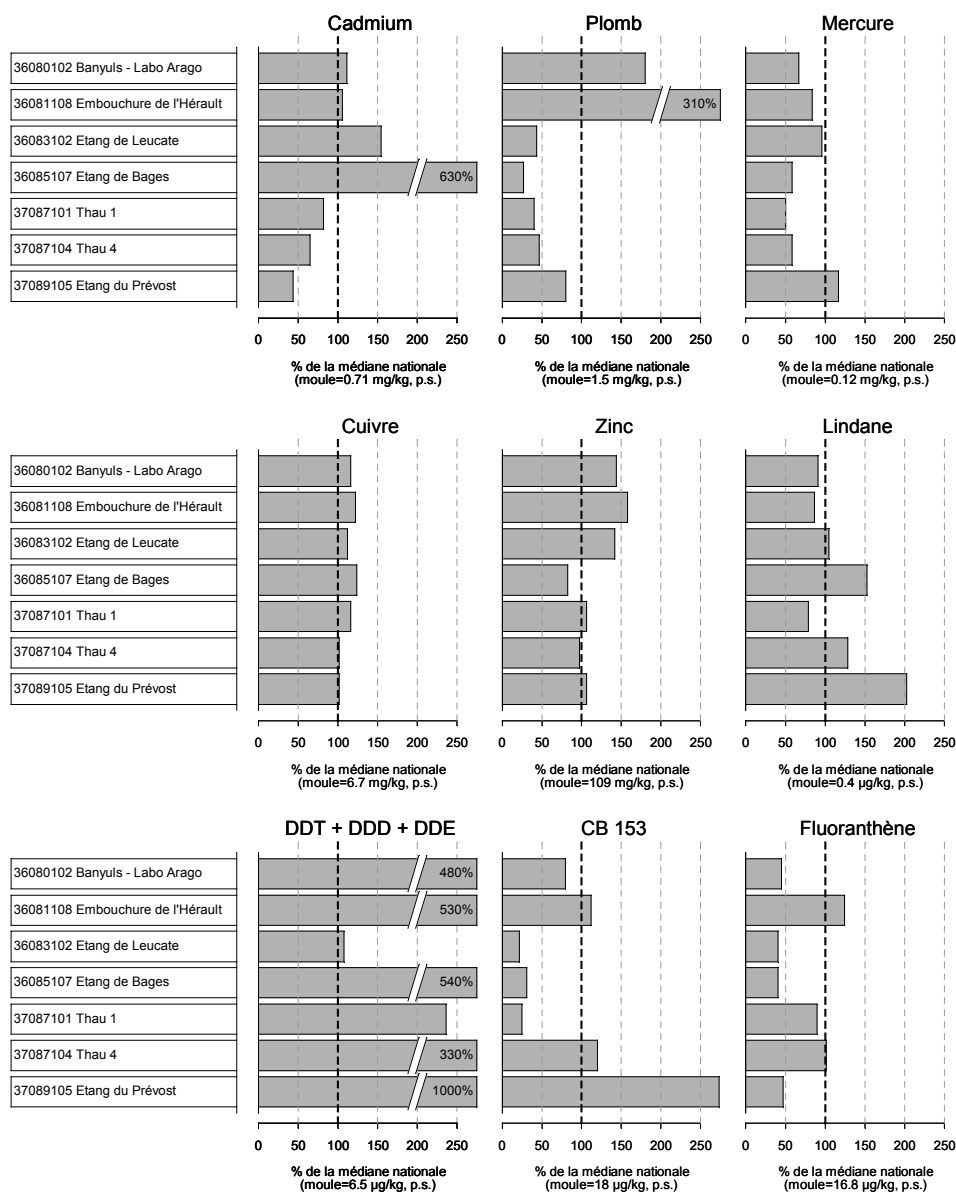 Cadmium Plomb Mercure
36080102 Banyuls - Labo Arago
36081108 Embouchure de l'Hérault 310%
36083102 Etang de Leucate
36085107 Etang de Bages 630%
37087101 Thau 1
37087104 Thau 4
37089105 Etang du Prévost
0 50 100 150 200 250 0 50 100 150 200 250 0 50 100 150 200 250
% de la médiane nationale % de la médiane nationale % de la médiane nationale
(moule=0.71 mg/kg, p.s.) (moule=1.5 mg/kg, p.s.) (moule=0.12 mg/kg, p.s.)
Cuivre Zinc Lindane
36080102 Banyuls - Labo Arago
36081108 Embouchure de l'Hérault
36083102 Etang de Leucate
36085107 Etang de Bages
37087101 Thau 1
37087104 Thau 4
37089105 Etang du Prévost
0 50 100 150 200 250 0 50 100 150 200 250 0 50 100 150 200 250
% de la médiane nationale % de la médiane nationale % de la médiane nationale
(moule=6.7 mg/kg, p.s.) (moule=109 mg/kg, p.s.) (moule=0.4 µg/kg, p.s.)
DDT + DDD + DDE CB 153 Fluoranthène
36080102 Banyuls - Labo Arago 480%
36081108 Embouchure de l'Hérault 530%
36083102 Etang de Leucate
36085107 Etang de Bages 540%
37087101 Thau 1
37087104 Thau 4 330%
37089105 Etang du Prévost 1000%
0 50 100 150 200 250 0 50 100 150 200 250 0 50 100 150 200 250
% de la médiane nationale % de la médiane nationale % de la médiane nationale
(moule=6.5 µg/kg, p.s.) (moule=18 µg/kg, p.s.) (moule=16.8 µg/kg, p.s.)